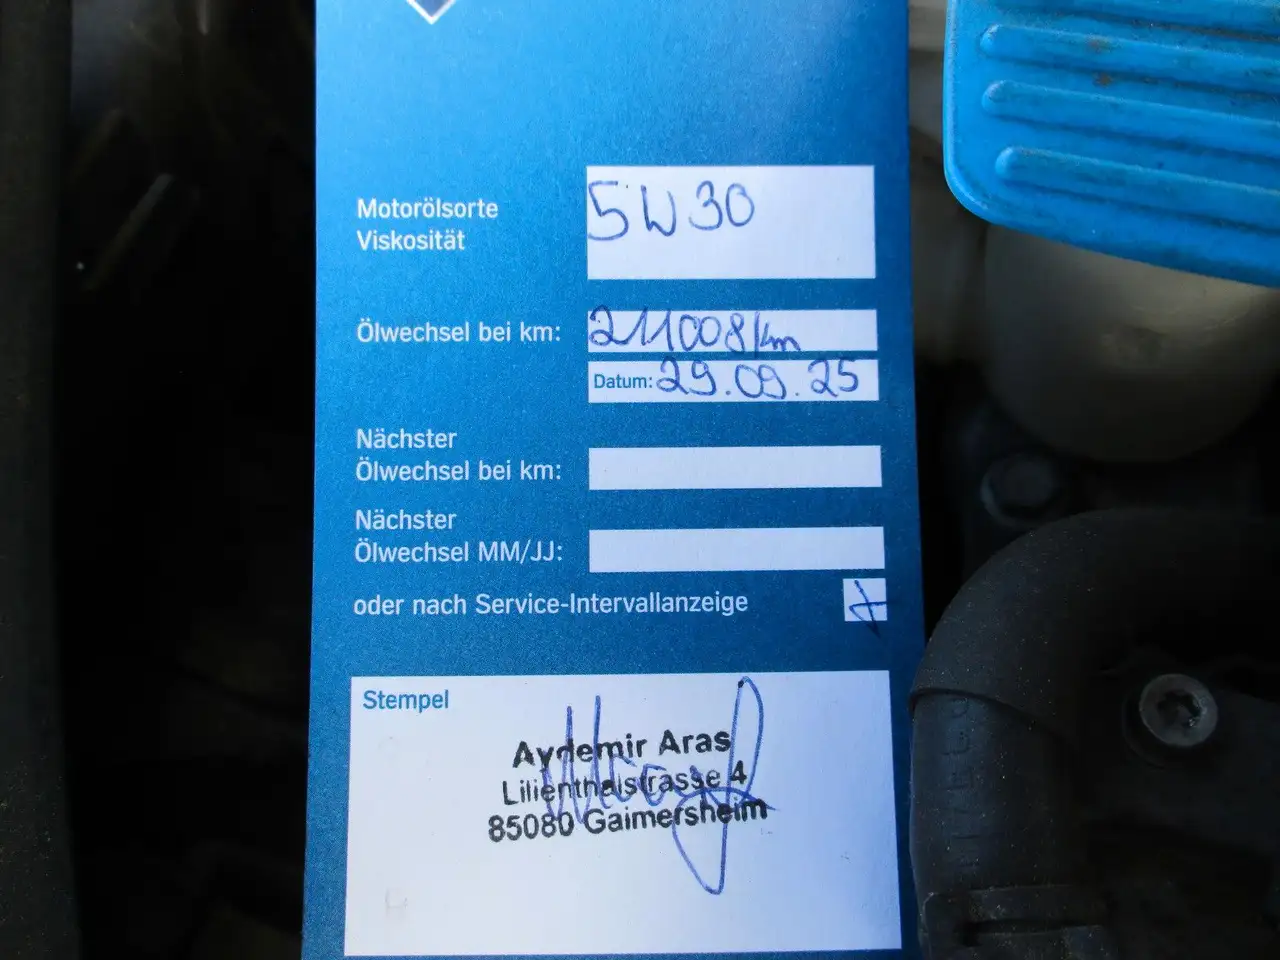 Motorölsorte
Viskosität
5W30
Ölwechsel bei km:
211008km
Datum: 29.09.25
Nächster
Ölwechsel bei km:
Nächster
Ölwechsel MM/JJ:
oder nach Service-Intervallanzeige
Stempel
Aydemir Aras
Lilienthalstrasse 4
85080 Gaimersheim